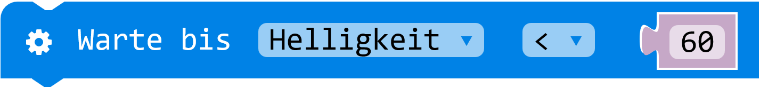 Warte bis Helligkeit < 60